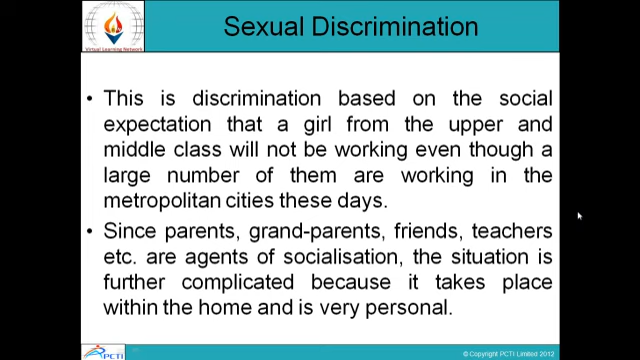 Sexual Discrimination
Virtual Learning Network
• This is discrimination based on the social
expectation that a girl from the upper and
middle class will not be working even though a
large number of them are working in the
metropolitan cities these days.
• Since parents, grand-parents, friends, teachers
etc. are agents of socialisation, the situation is
further complicated because it takes place
within the home and is very personal.
PCTI
© Copyright PCTI Limited 2012